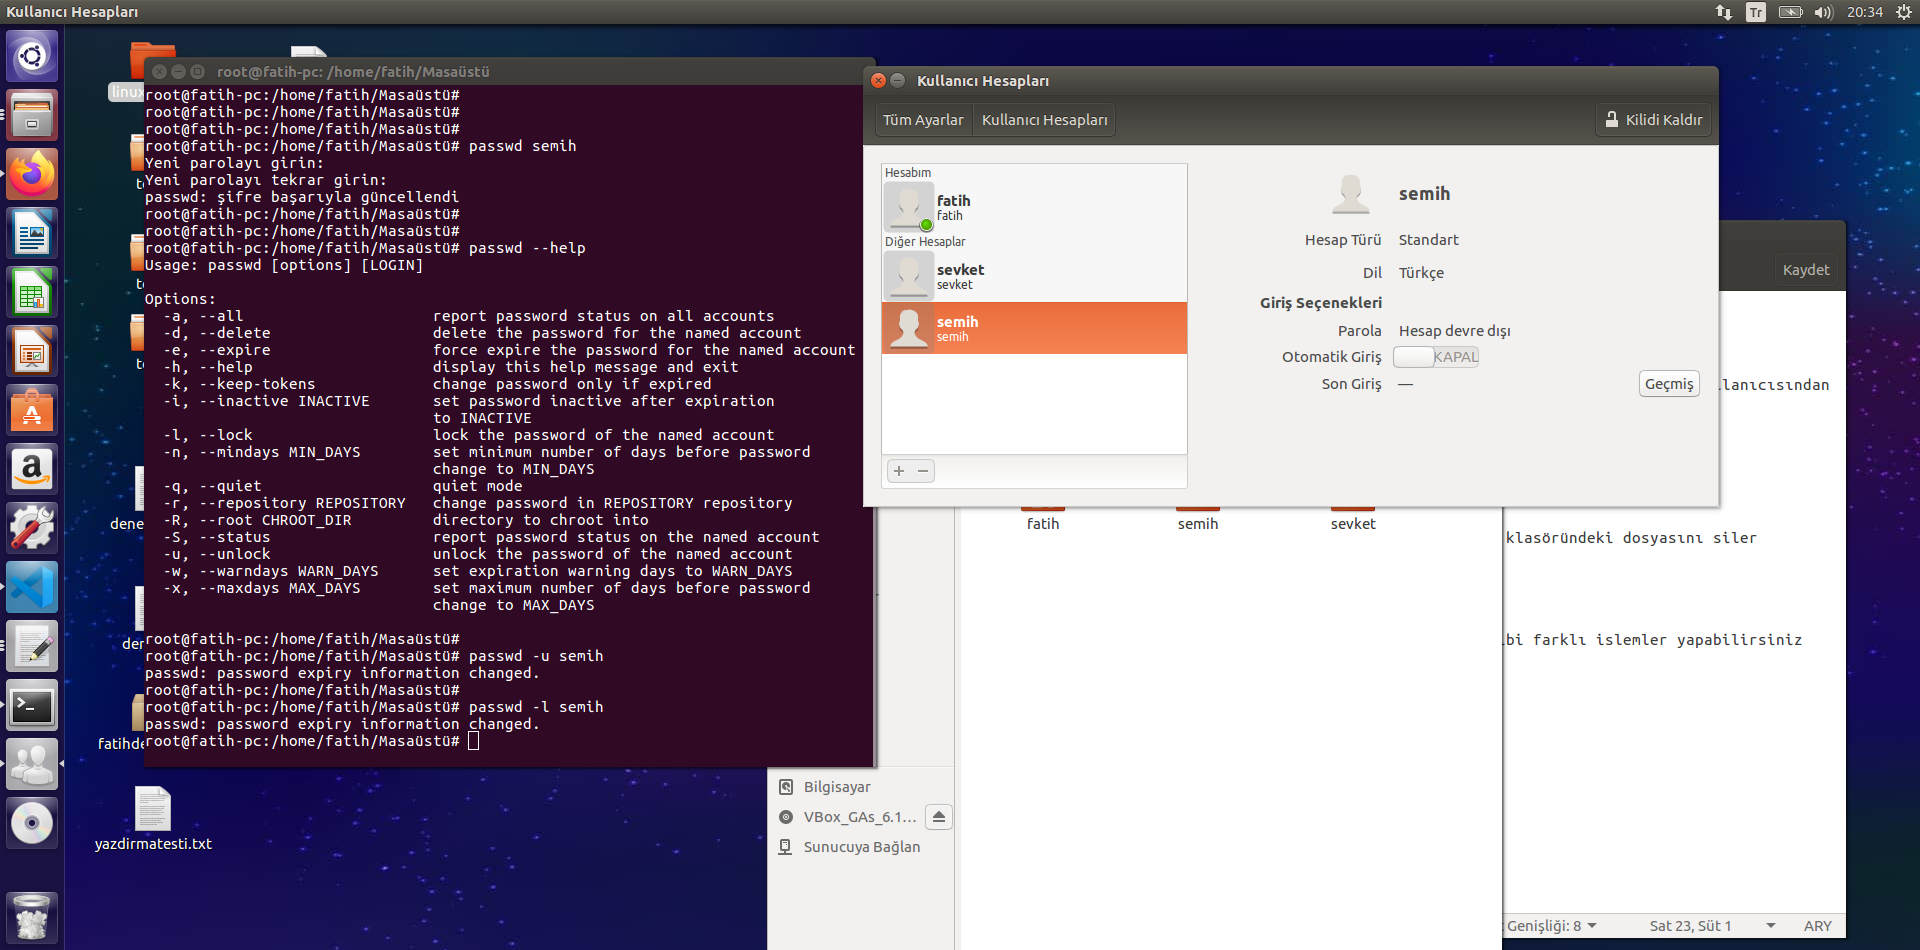 Kullanıcı Hesapları
Tr
20:34
linux
root@fatih-pc: /home/fatih/Masaüstü
root@fatih-pc:/home/fatih/Masaüstü#
root@fatih-pc:/home/fatih/Masaüstü#
root@fatih-pc:/home/fatih/Masaüstü#
root@fatih-pc:/home/fatih/Masaüstü# passwd semih
Yeni parolayı girin:
Yeni parolayı tekrar girin:
passwd: şifre başarıyla güncellendi
root@fatih-pc:/home/fatih/Masaüstü#
root@fatih-pc:/home/fatih/Masaüstü#
root@fatih-pc:/home/fatih/Masaüstü# passwd --help
Usage: passwd [options] [LOGIN]
Options:
-a, --all report password status on all accounts
-d, --delete delete the password for the named account
-e, --expire force expire the password for the named account
-h, --help display this help message and exit
-k, --keep-tokens change password only if expired
-i, --inactive INACTIVE set password inactive after expiration
to INACTIVE
-l, --lock lock the password of the named account
-n, --mindays MIN_DAYS set minimum number of days before password
change to MIN_DAYS
-q, --quiet quiet mode
-r, --repository REPOSITORY change password in REPOSITORY repository
-R, --root CHROOT_DIR directory to chroot into
-S, --status report password status on the named account
-u, --unlock unlock the password of the named account
-w, --warndays WARN_DAYS set expiration warning days to WARN_DAYS
-x, --maxdays MAX_DAYS set maximum number of days before password
change to MAX_DAYS
root@fatih-pc:/home/fatih/Masaüstü#
root@fatih-pc:/home/fatih/Masaüstü# passwd -u semih
passwd: password expiry information changed.
root@fatih-pc:/home/fatih/Masaüstü#
root@fatih-pc:/home/fatih/Masaüstü# passwd -l semih
passwd: password expiry information changed.
root@fatih-pc:/home/fatih/Masaüstü#
Kullanıcı Hesapları
Tüm Ayarlar
Kullanıcı Hesapları
Kilidi Kaldır
Hesabım
fatih
fatih
Diğer Hesaplar
sevket
sevket
semih
semih
semih
Hesap Türü Standart
Dil Türkçe
Giriş Seçenekleri
Parola Hesap devre dışı
Otomatik Giriş KAPAL
Son Giriş —
Geçmiş
+ −
Kaydet
lanıcısından
klasöründeki dosyasını siler
bi farklı islemler yapabilirsiniz
Genişliği: 8
Sat 23, Süt 1
ARY
fatih
semih
sevket
Bilgisayar
VBox_GAs_6.1...
Sunucuya Bağlan
dene
der
fatihde
yazdirmatesti.txt